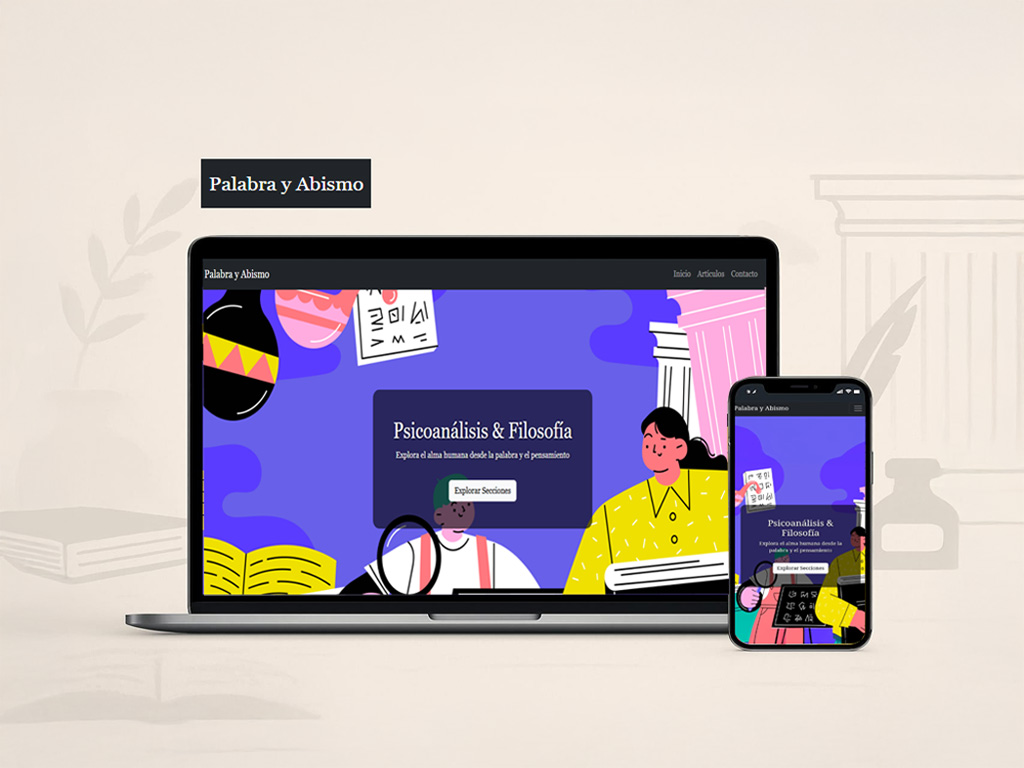 Palabra y Abismo
Palabra y Abismo
Inicio Artículos Contacto
Psicoanálisis & Filosofía
Explora el alma humana desde la palabra y el pensamiento
Explorar Secciones
Palabra y Abismo
Psicoanálisis &
Filosofía
Explora el alma humana desde la
palabra y el pensamiento
Explorar Secciones